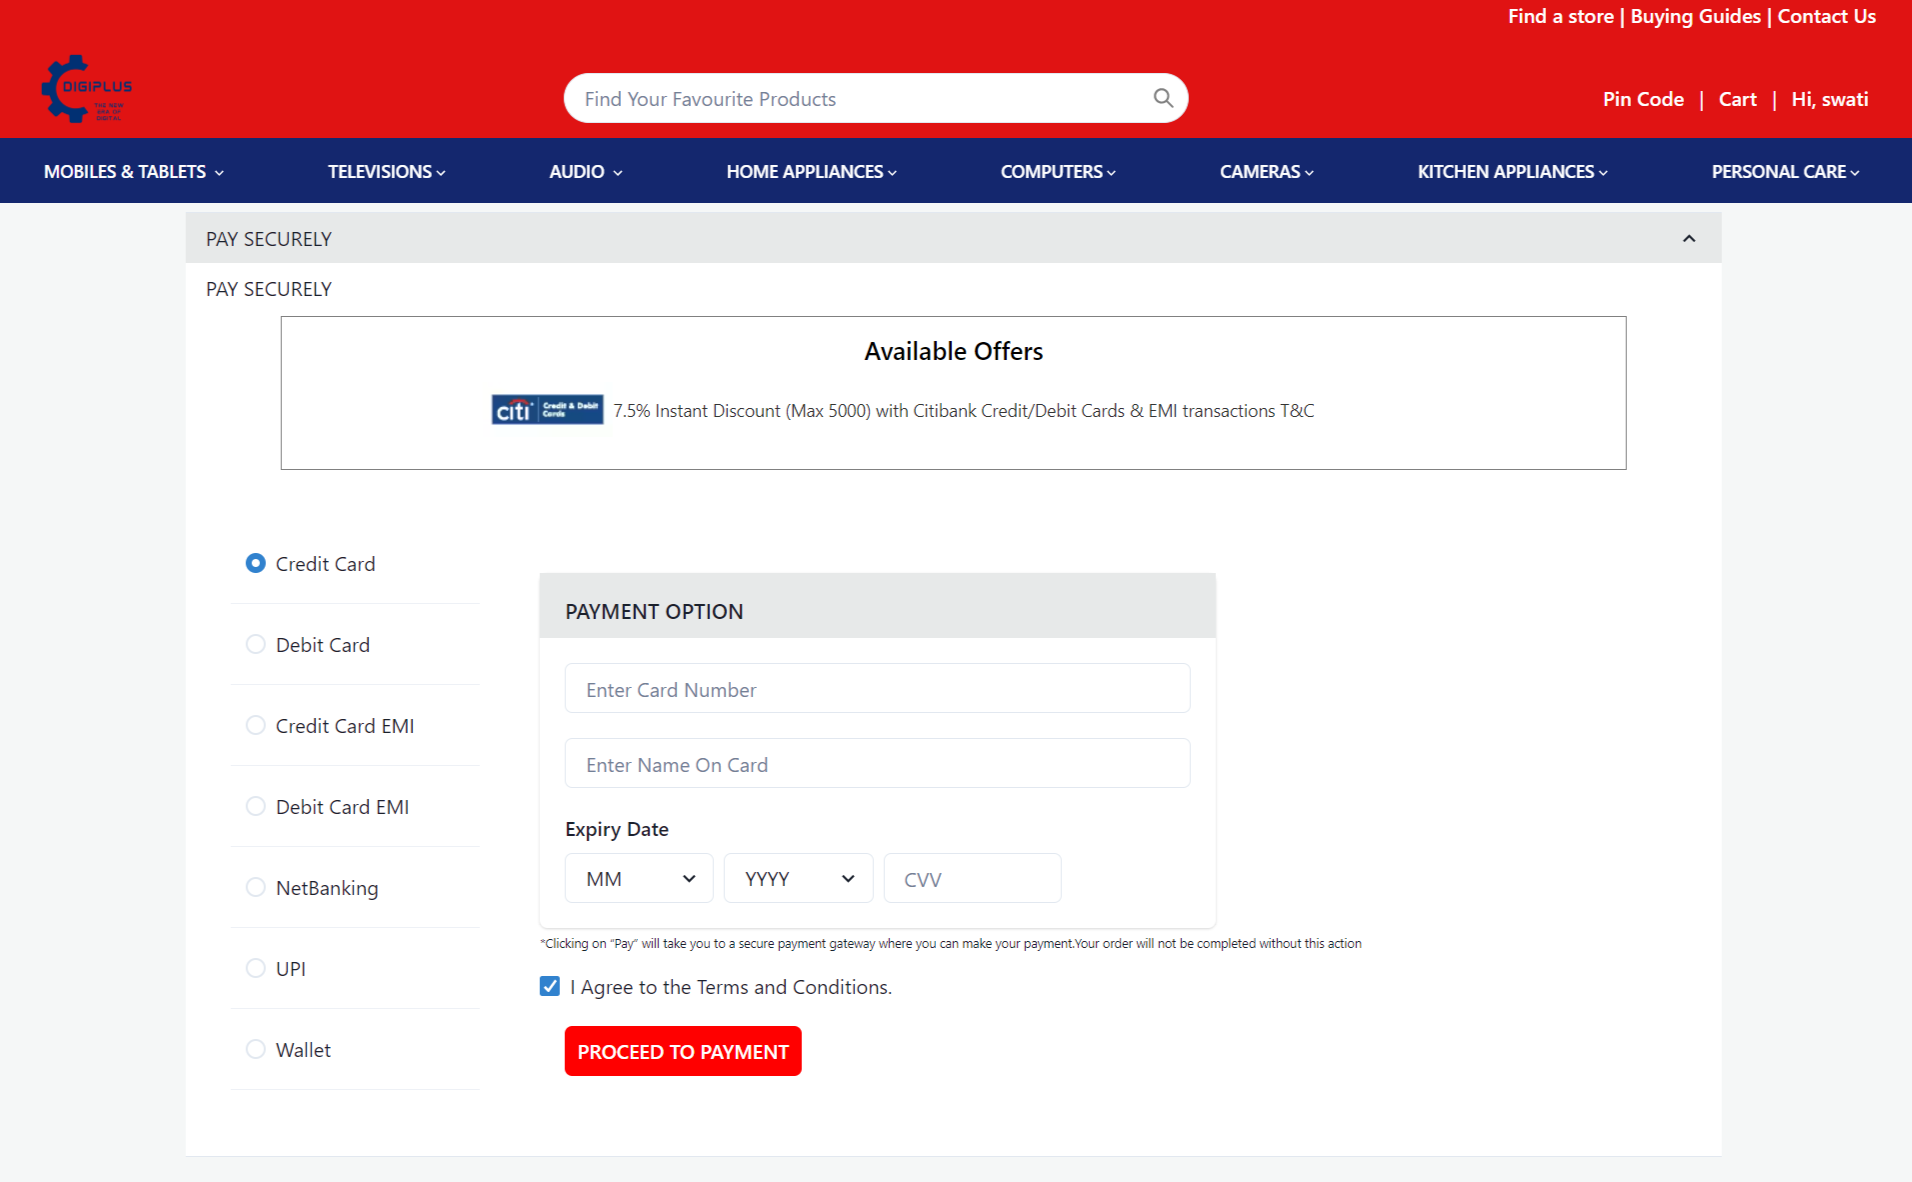 Find a store | Buying Guides | Contact Us
DIGIPLUS
THE NEW
ERA OF
DIGITAL
Find Your Favourite Products
Pin Code | Cart | Hi, swati
MOBILES & TABLETS TELEVISIONS AUDIO HOME APPLIANCES COMPUTERS CAMERAS KITCHEN APPLIANCES PERSONAL CARE
PAY SECURELY
PAY SECURELY
Available Offers
citi Credit & Debit
Cards
7.5% Instant Discount (Max 5000) with Citibank Credit/Debit Cards & EMI transactions T&C
Credit Card
Debit Card
Credit Card EMI
Debit Card EMI
NetBanking
UPI
Wallet
PAYMENT OPTION
Enter Card Number
Enter Name On Card
Expiry Date
MM YYYY CVV
*Clicking on “Pay” will take you to a secure payment gateway where you can make your payment.Your order will not be completed without this action
I Agree to the Terms and Conditions.
PROCEED TO PAYMENT